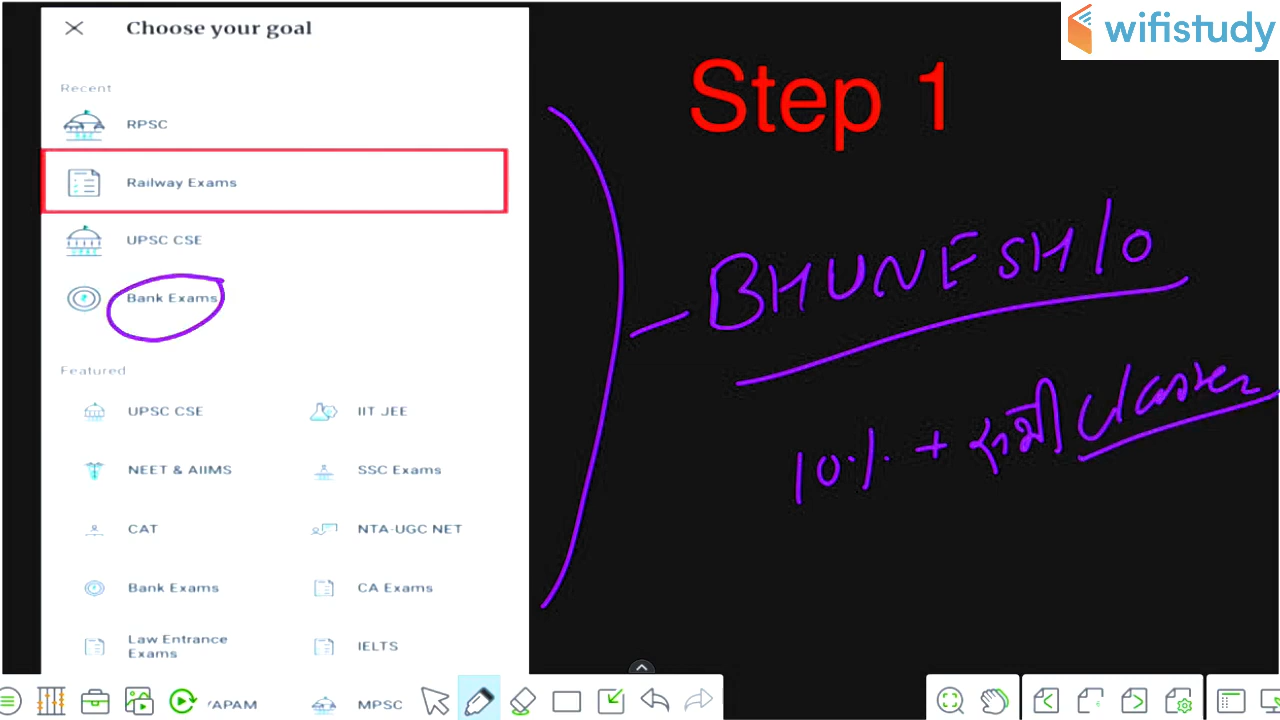 wifistudy
Choose your goal
Step 1
Recent
RPSC
Railway Exams
UPSC CSE
Bank Exams
BHUNESH10
10% + सभी classes
Featured
UPSC CSE
IIT JEE
NEET & AIIMS
SSC Exams
CAT
NTA-UGC NET
Bank Exams
CA Exams
Law Entrance
Exams
IELTS
YAPAM
MPSC